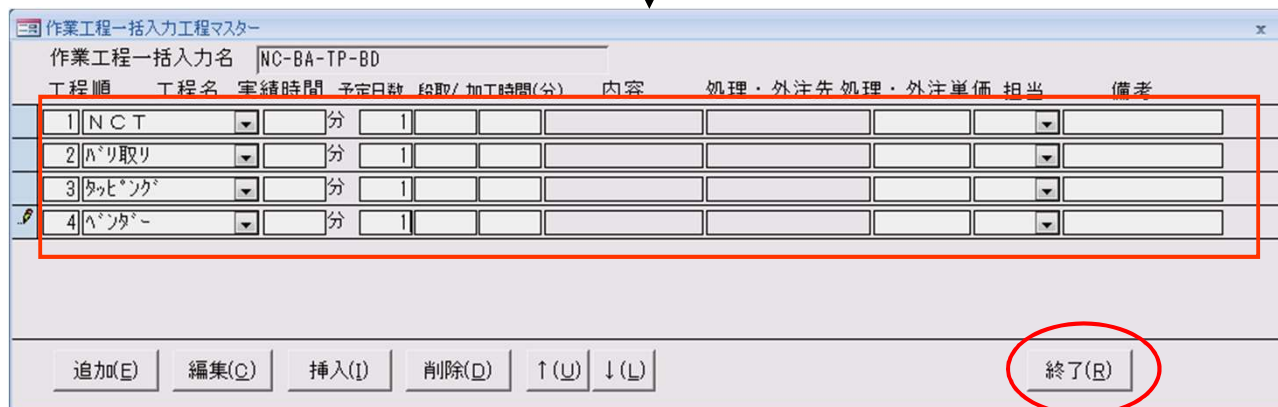 作業工程一括入力工程マスター x
作業工程一括入力名 NC-BA-TP-BD
工程順 工程名 実績時間 予定日数 段取/加工時間(分) 内容 処理・外注先 処理・外注単価 担当 備考
1 NCT 分 1
2 バリ取り 分 1
3 タッピング 分 1
4 ベンダー 分 1
追加(E) 編集(C) 挿入(I) 削除(D) ↑(U) ↓(L) 終了(R)